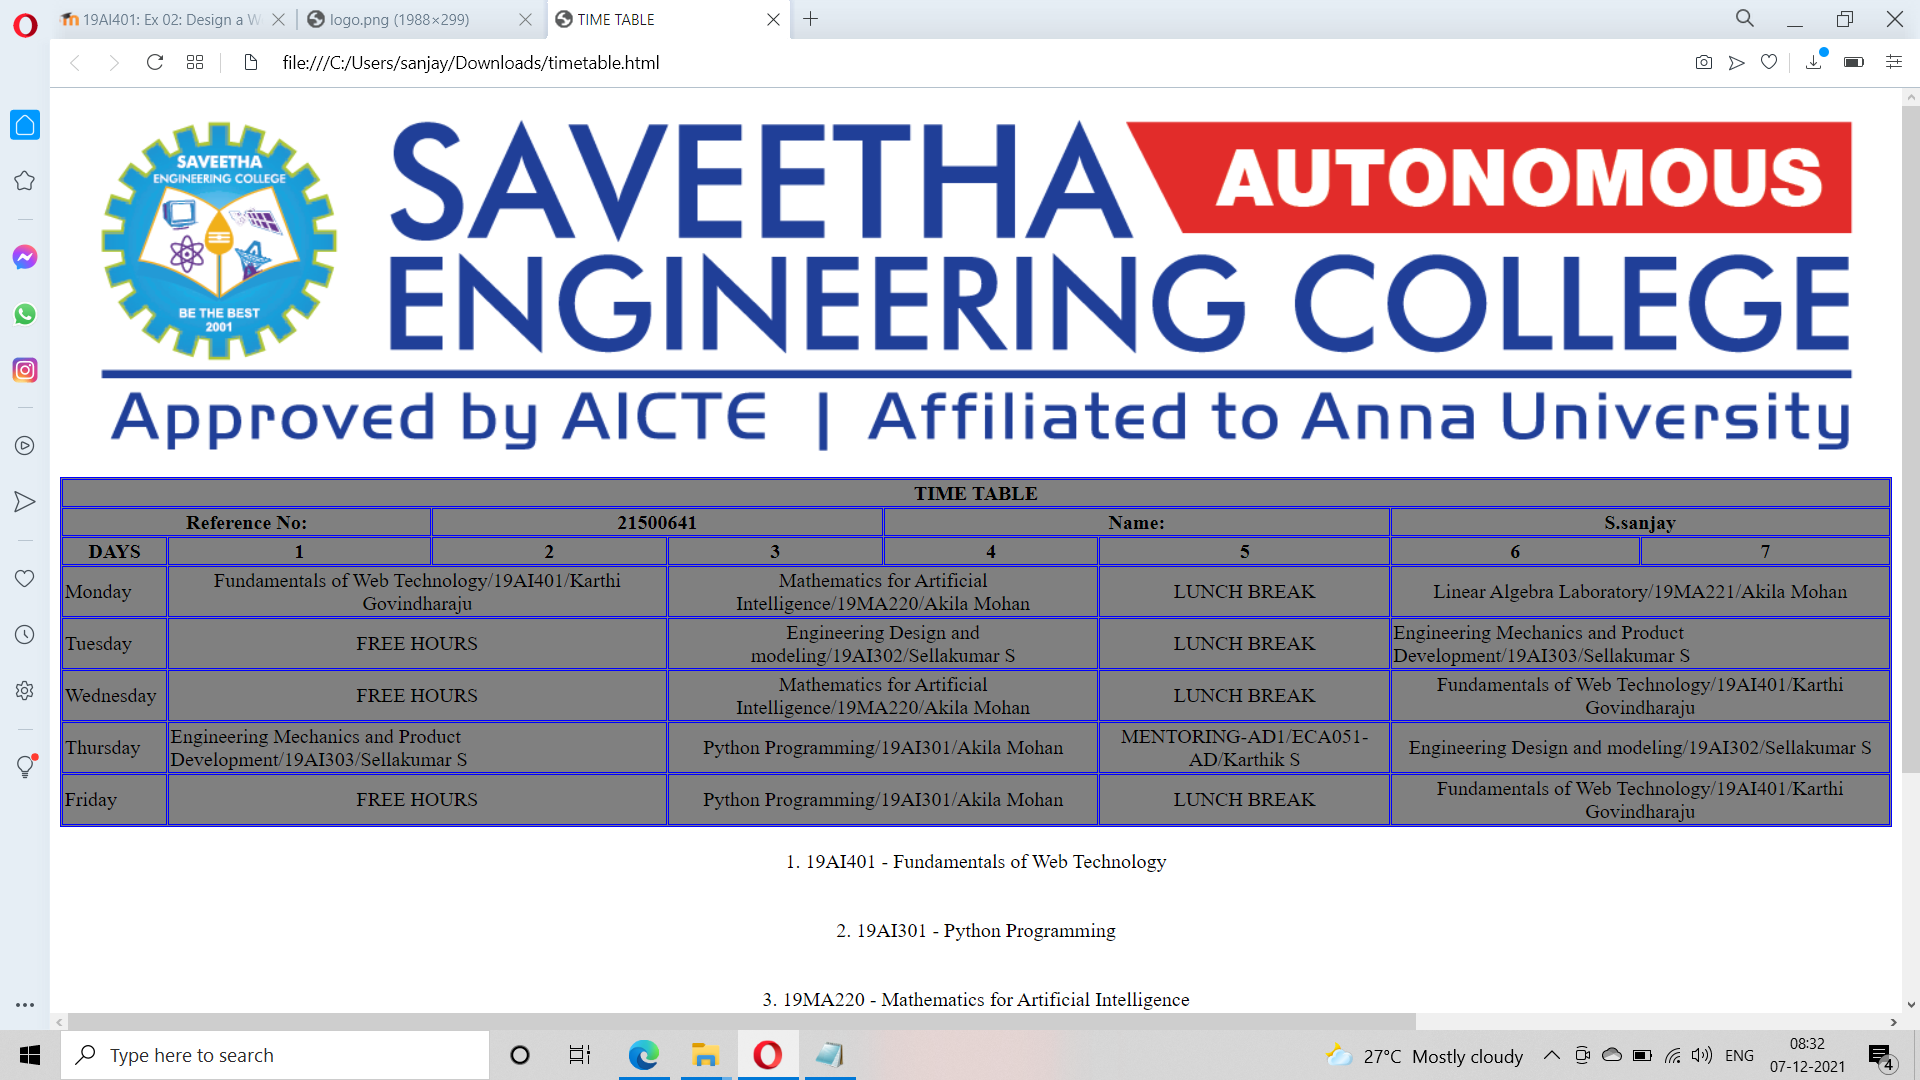 19AI401: Ex 02: Design a W
logo.png (1988×299)
TIME TABLE
file:///C:/Users/sanjay/Downloads/timetable.html
SAVEETHA
ENGINEERING COLLEGE
BE THE BEST
2001
SAVEETHA AUTONOMOUS
ENGINEERING COLLEGE
Approved by AICTE | Affiliated to Anna University
TIME TABLE
Reference No: 21500641 Name: S.sanjay
DAYS 1 2 3 4 5 6 7
Monday
Fundamentals of Web Technology/19AI401/Karthi
Govindharaju
Mathematics for Artificial
Intelligence/19MA220/Akila Mohan
LUNCH BREAK
Linear Algebra Laboratory/19MA221/Akila Mohan
Tuesday
FREE HOURS
Engineering Design and
modeling/19AI302/Sellakumar S
LUNCH BREAK
Engineering Mechanics and Product
Development/19AI303/Sellakumar S
Wednesday
FREE HOURS
Mathematics for Artificial
Intelligence/19MA220/Akila Mohan
LUNCH BREAK
Fundamentals of Web Technology/19AI401/Karthi
Govindharaju
Thursday
Engineering Mechanics and Product
Development/19AI303/Sellakumar S
Python Programming/19AI301/Akila Mohan
MENTORING-AD1/ECA051-
AD/Karthik S
Engineering Design and modeling/19AI302/Sellakumar S
Friday
FREE HOURS
Python Programming/19AI301/Akila Mohan
LUNCH BREAK
Fundamentals of Web Technology/19AI401/Karthi
Govindharaju
1. 19AI401 - Fundamentals of Web Technology
2. 19AI301 - Python Programming
3. 19MA220 - Mathematics for Artificial Intelligence
Type here to search
27°C Mostly cloudy
ENG
08:32
07-12-2021
4